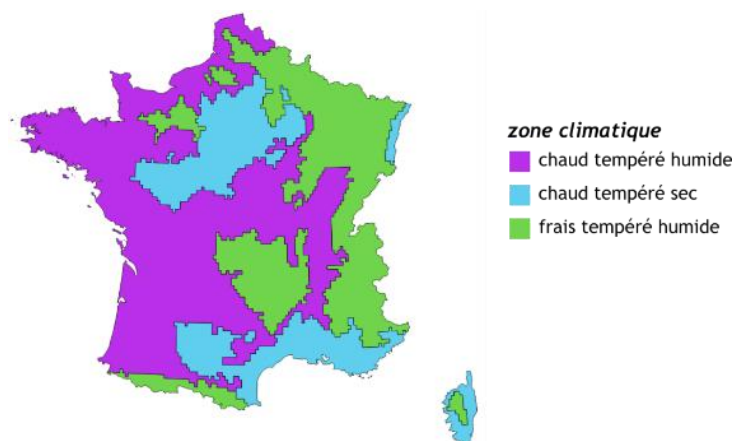 zone climatique
chaud tempéré humide
chaud tempéré sec
frais tempéré humide